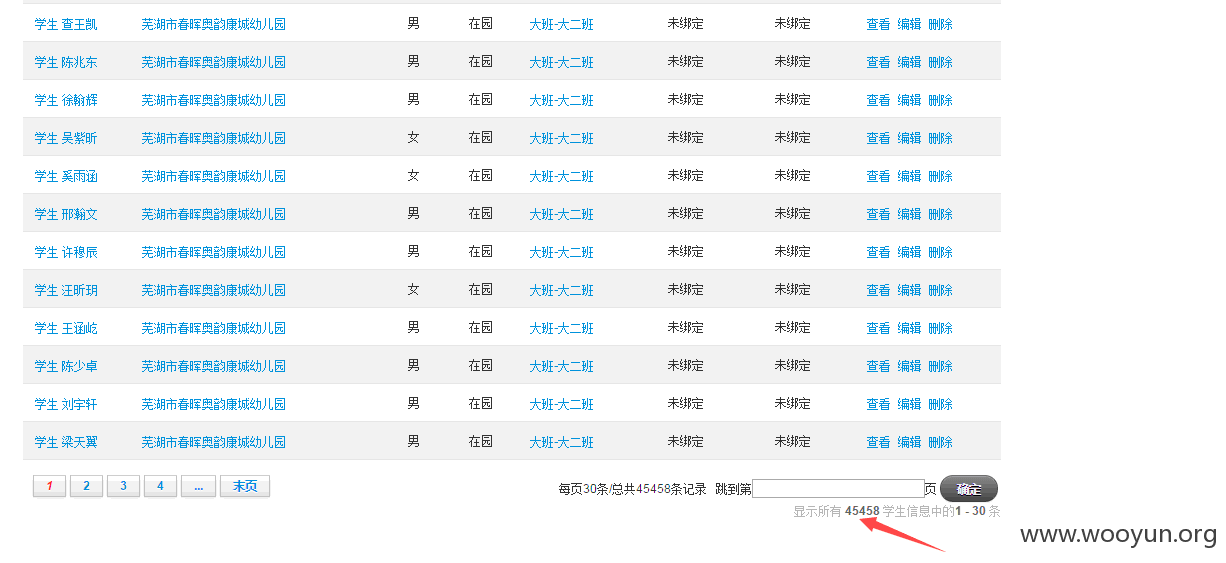 学生 查王凯 芜湖市春晖奥韵康城幼儿园 男 在园 大班-大二班 未绑定 未绑定 查看 编辑 删除
学生 陈兆东 芜湖市春晖奥韵康城幼儿园 男 在园 大班-大二班 未绑定 未绑定 查看 编辑 删除
学生 徐翰辉 芜湖市春晖奥韵康城幼儿园 男 在园 大班-大二班 未绑定 未绑定 查看 编辑 删除
学生 吴紫昕 芜湖市春晖奥韵康城幼儿园 女 在园 大班-大二班 未绑定 未绑定 查看 编辑 删除
学生 奚雨涵 芜湖市春晖奥韵康城幼儿园 女 在园 大班-大二班 未绑定 未绑定 查看 编辑 删除
学生 邢瀚文 芜湖市春晖奥韵康城幼儿园 男 在园 大班-大二班 未绑定 未绑定 查看 编辑 删除
学生 许穆辰 芜湖市春晖奥韵康城幼儿园 男 在园 大班-大二班 未绑定 未绑定 查看 编辑 删除
学生 汪昕玥 芜湖市春晖奥韵康城幼儿园 女 在园 大班-大二班 未绑定 未绑定 查看 编辑 删除
学生 王涵屹 芜湖市春晖奥韵康城幼儿园 男 在园 大班-大二班 未绑定 未绑定 查看 编辑 删除
学生 陈少卓 芜湖市春晖奥韵康城幼儿园 男 在园 大班-大二班 未绑定 未绑定 查看 编辑 删除
学生 刘宇轩 芜湖市春晖奥韵康城幼儿园 男 在园 大班-大二班 未绑定 未绑定 查看 编辑 删除
学生 梁天翼 芜湖市春晖奥韵康城幼儿园 男 在园 大班-大二班 未绑定 未绑定 查看 编辑 删除
1 2 3 4 ... 末页 每页30条/总共45458条记录 跳到第 页 确定
显示所有 45458 学生信息中的1 - 30 条
www.wooyun.org